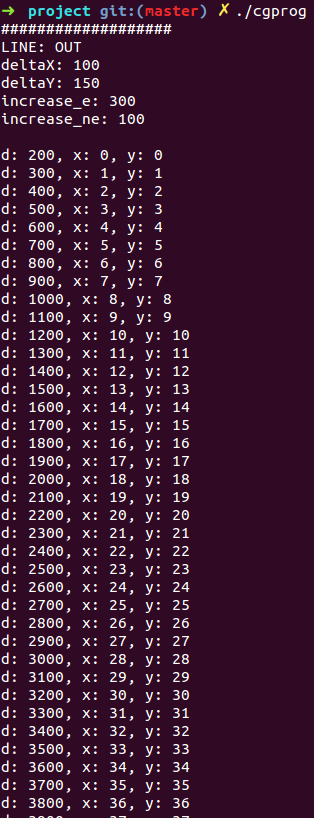 ➜ project git:(master) ✗ ./cgprog
###################
LINE: OUT
deltaX: 100
deltaY: 150
increase_e: 300
increase_ne: 100
d: 200, x: 0, y: 0
d: 300, x: 1, y: 1
d: 400, x: 2, y: 2
d: 500, x: 3, y: 3
d: 600, x: 4, y: 4
d: 700, x: 5, y: 5
d: 800, x: 6, y: 6
d: 900, x: 7, y: 7
d: 1000, x: 8, y: 8
d: 1100, x: 9, y: 9
d: 1200, x: 10, y: 10
d: 1300, x: 11, y: 11
d: 1400, x: 12, y: 12
d: 1500, x: 13, y: 13
d: 1600, x: 14, y: 14
d: 1700, x: 15, y: 15
d: 1800, x: 16, y: 16
d: 1900, x: 17, y: 17
d: 2000, x: 18, y: 18
d: 2100, x: 19, y: 19
d: 2200, x: 20, y: 20
d: 2300, x: 21, y: 21
d: 2400, x: 22, y: 22
d: 2500, x: 23, y: 23
d: 2600, x: 24, y: 24
d: 2700, x: 25, y: 25
d: 2800, x: 26, y: 26
d: 2900, x: 27, y: 27
d: 3000, x: 28, y: 28
d: 3100, x: 29, y: 29
d: 3200, x: 30, y: 30
d: 3300, x: 31, y: 31
d: 3400, x: 32, y: 32
d: 3500, x: 33, y: 33
d: 3600, x: 34, y: 34
d: 3700, x: 35, y: 35
d: 3800, x: 36, y: 36